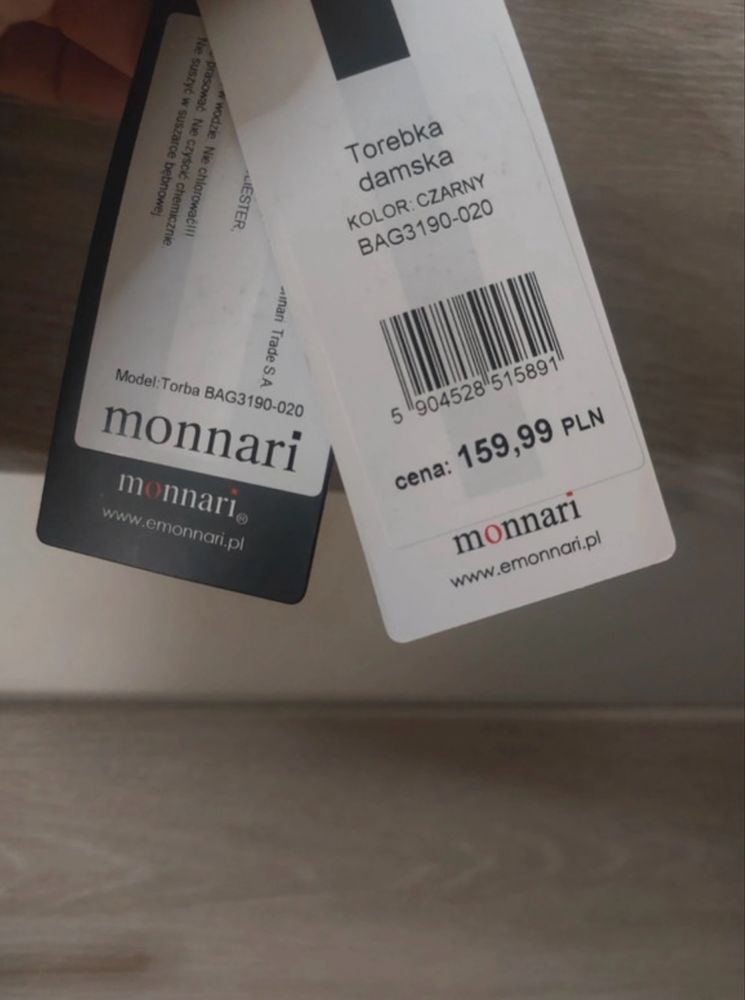 w wodzie. Nie chlorować!!!
prasować. Nie czyścić chemicznie.
Nie suszyć w suszarce bębnowej.
Trade S.A.
Model:Torba BAG3190-020
monnari
monnari®
www.emonnari.pl
Torebka
damska
KOLOR: CZARNY
BAG3190-020
5 904528 515891
cena: 159,99 PLN
monnari
www.emonnari.pl